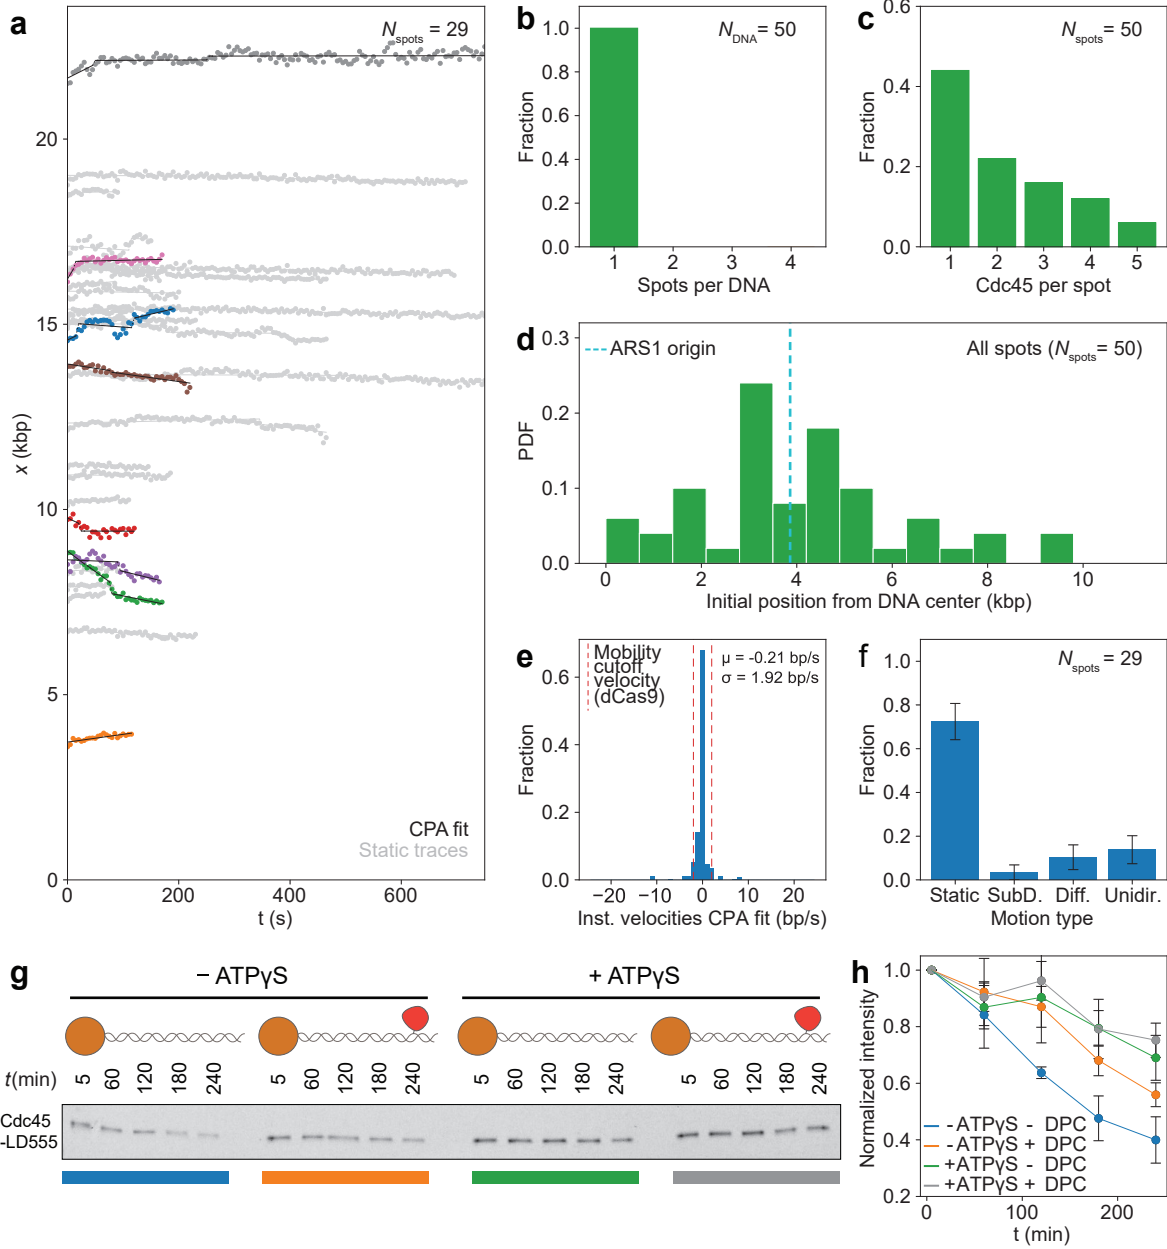 a
N spots = 29
20
15
10
5
0
x (kbp)
0 200 400 600
t (s)
CPA fit
Static traces
b
N DNA = 50
1.0
0.8
0.6
0.4
0.2
0.0
Fraction
1 2 3 4
Spots per DNA
c
N spots = 50
0.6
0.4
0.2
0.0
Fraction
1 2 3 4 5
Cdc45 per spot
d
ARS1 origin
All spots (N spots = 50)
0.3
0.2
0.1
0.0
PDF
0 2 4 6 8 10
Initial position from DNA center (kbp)
e
Mobility
cutoff
velocity
(dCas9)
μ = -0.21 bp/s
σ = 1.92 bp/s
0.6
0.4
0.2
0.0
Fraction
−20 −10 0 10 20
Inst. velocities CPA fit (bp/s)
f
N spots = 29
1.0
0.8
0.6
0.4
0.2
0.0
Fraction
Static SubD. Diff. Unidir.
Motion type
g
− ATPγS
+ ATPγS
t(min) 5 60 120 180 240 5 60 120 180 240 5 60 120 180 240 5 60 120 180 240
Cdc45
-LD555
h
1.0
0.8
0.6
0.4
0.2
Normalized intensity
-ATPγS - DPC
-ATPγS + DPC
+ATPγS - DPC
+ATPγS + DPC
0 100 200
t (min)